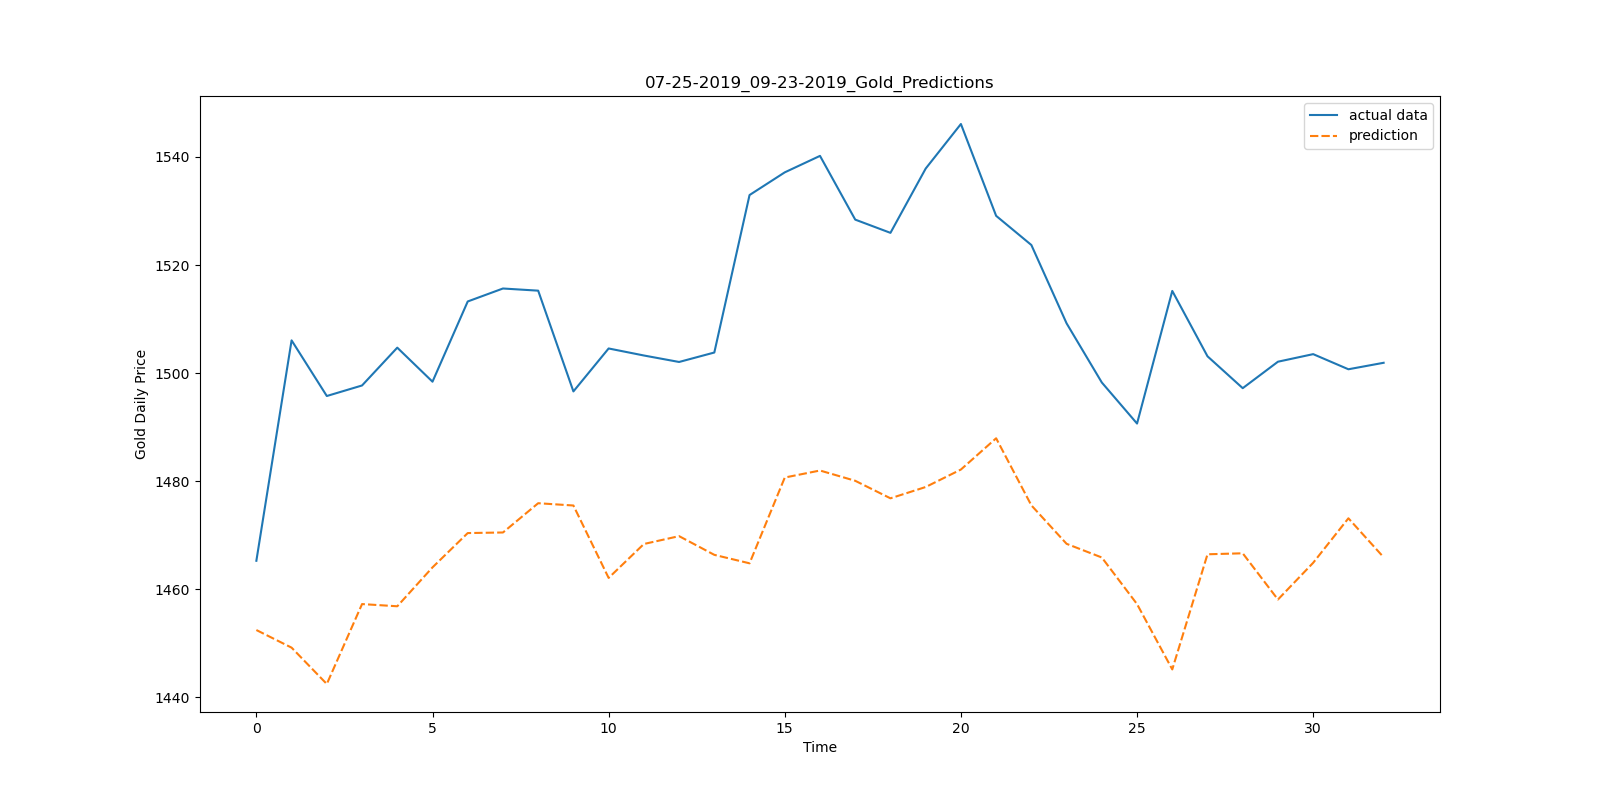 07-25-2019_09-23-2019_Gold_Predictions
actual data
prediction
1540
1520
1500
1480
1460
1440
Gold Daily Price
0 5 10 15 20 25 30
Time